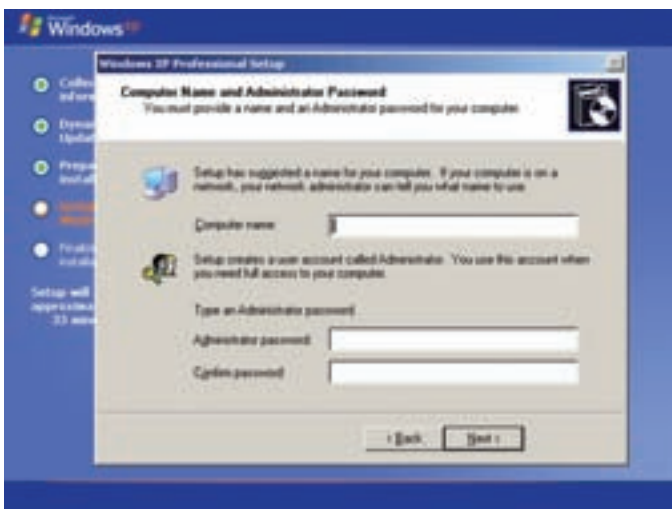 Microsoft
Windows xp
Windows XP Professional Setup
Computer Name and Administrator Password
You must provide a name and an Administrator password for your computer.
Setup has suggested a name for your computer. If your computer is on a
network, your network administrator can tell you what name to use.
Computer name:
Setup creates a user account called Administrator. You use this account when
you need full access to your computer.
Type an Administrator password.
Administrator password:
Confirm password:
< Back
Next >
Setup will